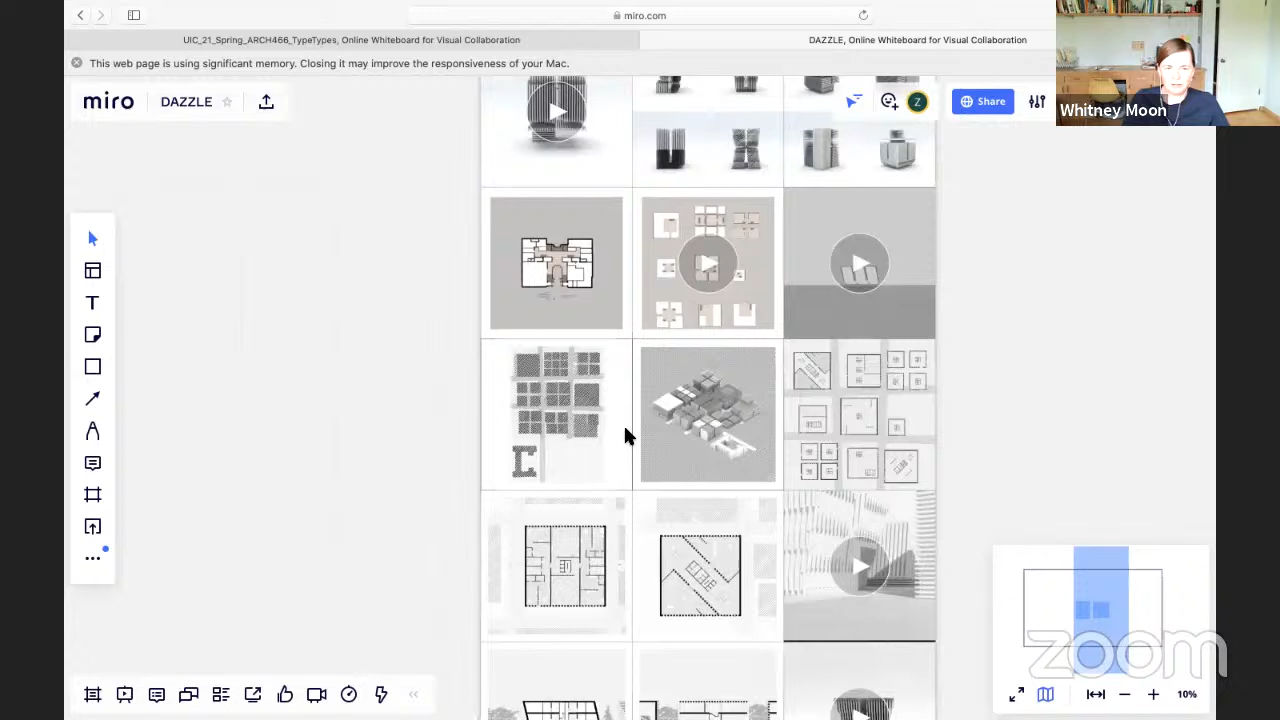 miro.com
UIC_21_Spring_ARCH466_TypeTypes, Online Whiteboard for Visual Collaboration
DAZZLE, Online Whiteboard for Visual Collaboration
This web page is using significant memory. Closing it may improve the responsiveness of your Mac.
miro
DAZZLE
Z
Share
Whitney Moon
T
zoom
10%